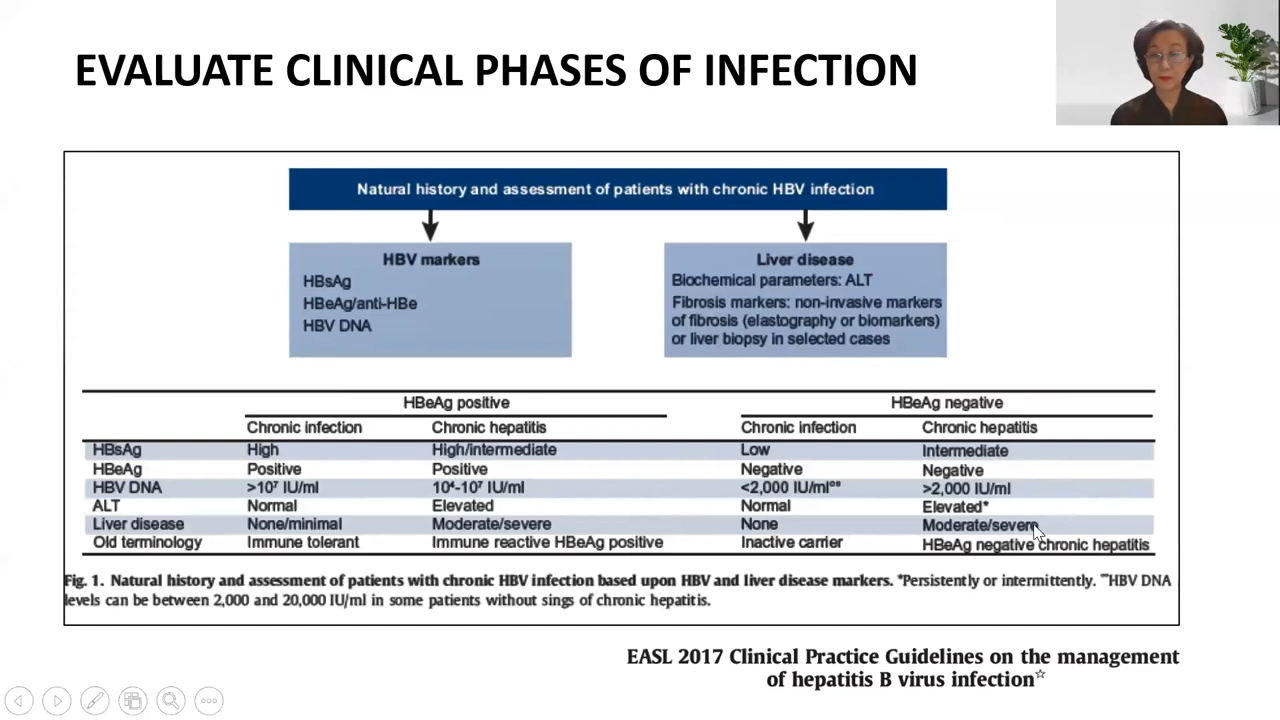 EVALUATE CLINICAL PHASES OF INFECTION
Natural history and assessment of patients with chronic HBV infection
HBV markers
HBsAg
HBeAg/anti-HBe
HBV DNA
Liver disease
Biochemical parameters: ALT
Fibrosis markers: non-invasive markers
of fibrosis (elastography or biomarkers)
or liver biopsy in selected cases
HBeAg positive HBeAg negative
Chronic infection Chronic hepatitis Chronic infection Chronic hepatitis
HBsAg High High/intermediate Low Intermediate
HBeAg Positive Positive Negative Negative
HBV DNA >10⁷ IU/ml 10⁴-10⁷ IU/ml <2,000 IU/ml°° >2,000 IU/ml
ALT Normal Elevated Normal Elevated*
Liver disease None/minimal Moderate/severe None Moderate/severe
Old terminology Immune tolerant Immune reactive HBeAg positive Inactive carrier HBeAg negative chronic hepatitis
Fig. 1. Natural history and assessment of patients with chronic HBV infection based upon HBV and liver disease markers. *Persistently or intermittently. °°HBV DNA
levels can be between 2,000 and 20,000 IU/ml in some patients without sings of chronic hepatitis.
EASL 2017 Clinical Practice Guidelines on the management
of hepatitis B virus infection☆